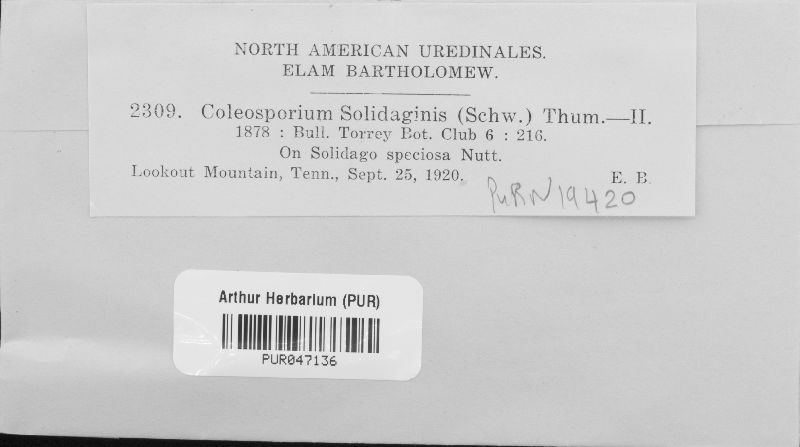 NORTH AMERICAN UREDINALES.
ELAM BARTHOLOMEW.
2309. Coleosporium Solidaginis (Schw.) Thum.—II.
1878 : Bull. Torrey Bot. Club 6 : 216.
On Solidago speciosa Nutt.
Lookout Mountain, Tenn., Sept. 25, 1920. E. B.
PURN19420
Arthur Herbarium (PUR)
PUR047136